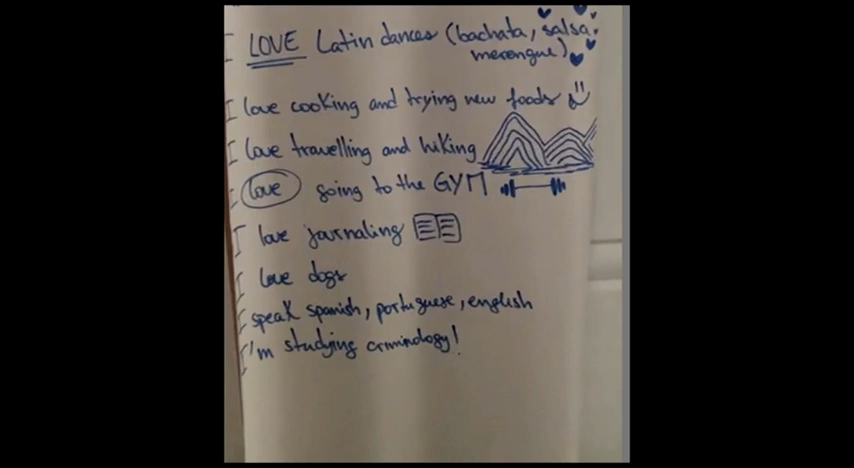 I LOVE Latin dances (bachata, salsa,
merengue)
I love cooking and trying new foods
I love travelling and hiking
I love going to the GYM
I love journaling
I love dogs
I speak spanish, portuguese, english
I'm studying criminology!